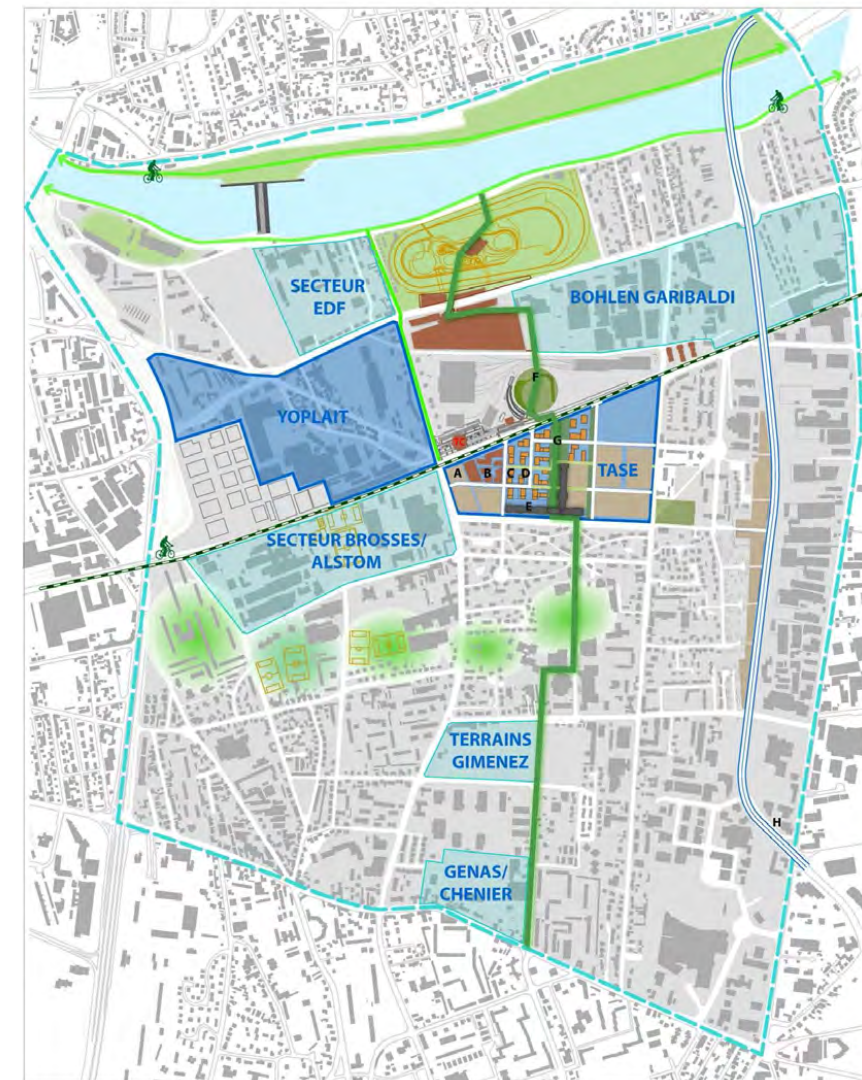 SECTEUR
EDF
BOHLEN GARIBALDI
F
YOPLAIT
G
TASE
A
B
C
D
E
SECTEUR BROSSES/
ALSTOM
TERRAINS
GIMENEZ
H
GENAS/
CHENIER